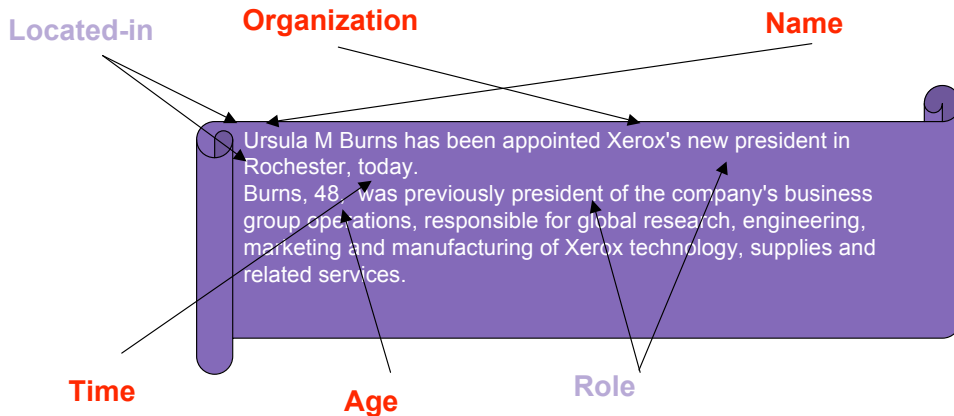 Located-in
Organization
Name
Ursula M Burns has been appointed Xerox's new president in
Rochester, today.
Burns, 48, was previously president of the company's business
group operations, responsible for global research, engineering,
marketing and manufacturing of Xerox technology, supplies and
related services.
Time
Age
Role